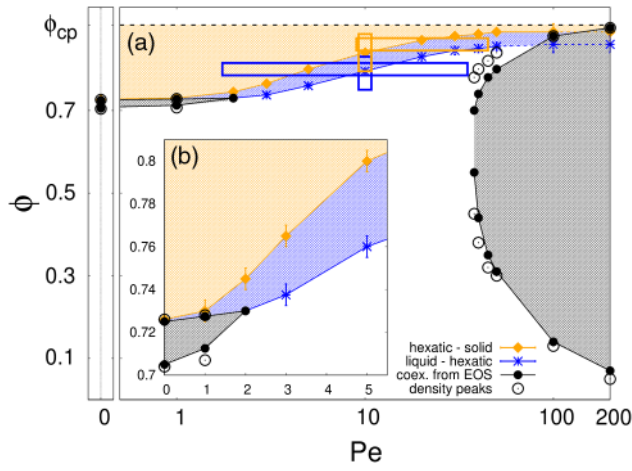 ϕcp
(a)
0.7
ϕ
0.5
0.3
0.1
(b)
0.8
0.78
0.76
0.74
0.72
0.7
0 1 2 3 4 5
hexatic - solid
liquid - hexatic
coex. from EOS
density peaks
0 1 10 100 200
Pe